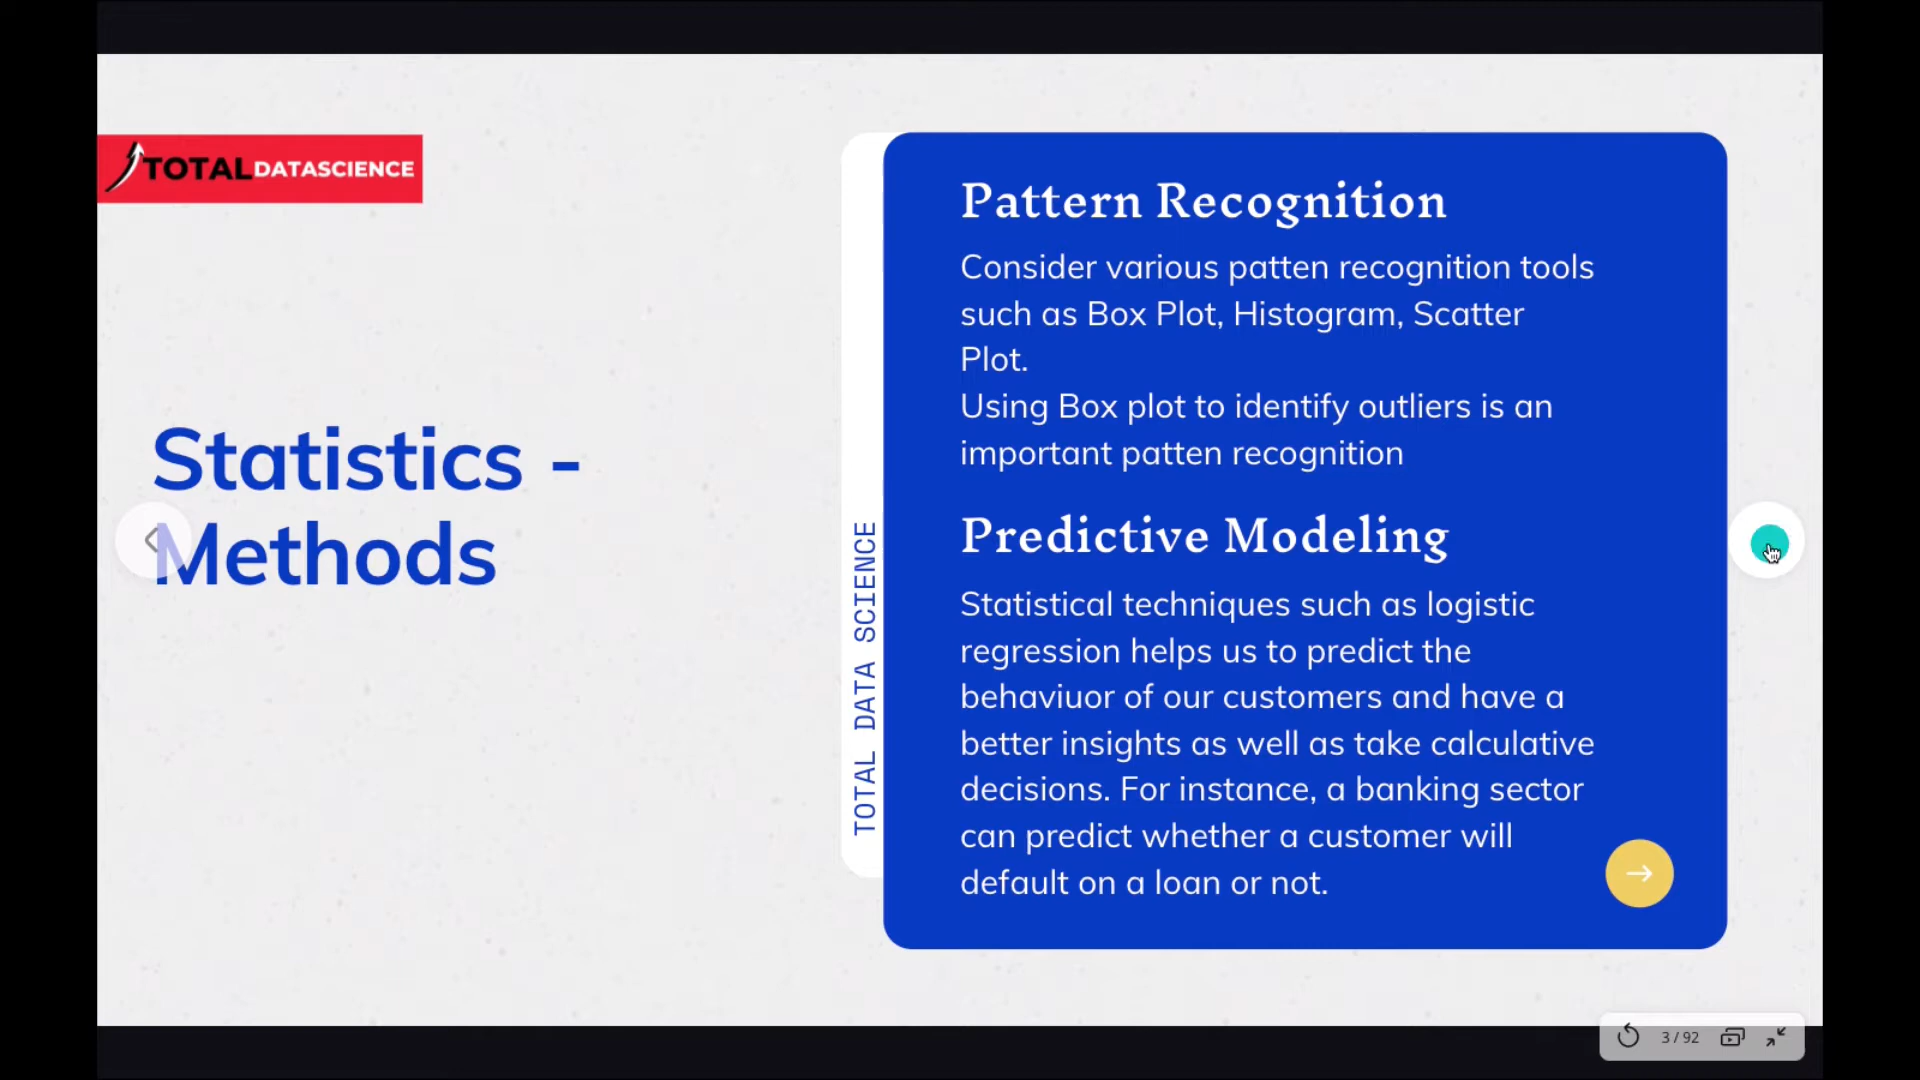 TOTALDATASCIENCE
Statistics -
Methods
TOTAL DATA SCIENCE
Pattern Recognition
Consider various patten recognition tools
such as Box Plot, Histogram, Scatter
Plot.
Using Box plot to identify outliers is an
important patten recognition
Predictive Modeling
Statistical techniques such as logistic
regression helps us to predict the
behaviuor of our customers and have a
better insights as well as take calculative
decisions. For instance, a banking sector
can predict whether a customer will
default on a loan or not.
3 / 92